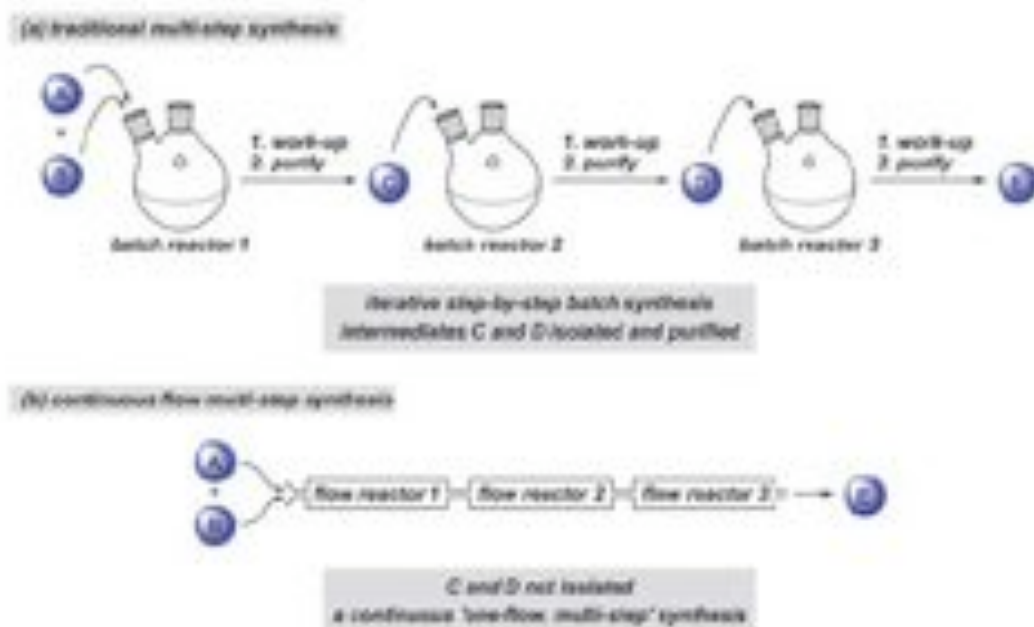 (a) traditional multi-step synthesis
A
+
B
1. work-up
2. purify
C
1. work-up
2. purify
D
1. work-up
2. purify
E
batch reactor 1
batch reactor 2
batch reactor 3
iterative step-by-step batch synthesis
intermediates C and D isolated and purified
(b) continuous flow multi-step synthesis
A
+
B
flow reactor 1
flow reactor 2
flow reactor 3
E
C and D not isolated
a continuous 'one-flow, multi-step' synthesis